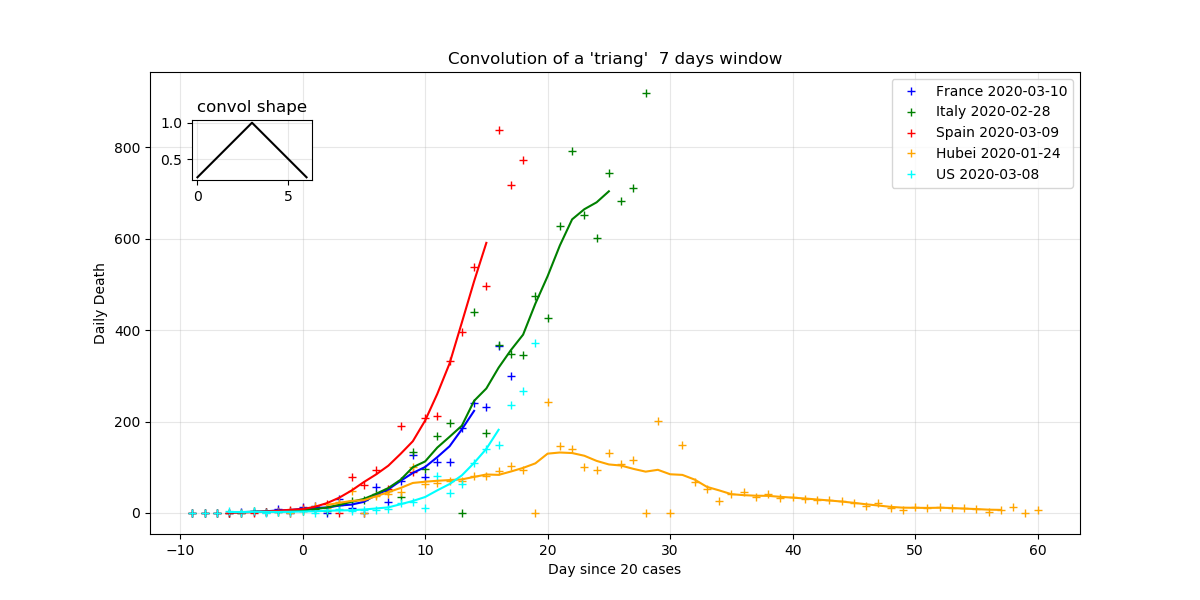 Convolution of a 'triang'  7 days window
convol shape
1.0
0.5
0 5
France 2020-03-10
Italy 2020-02-28
Spain 2020-03-09
Hubei 2020-01-24
US 2020-03-08
Daily Death
800
600
400
200
0
−10 0 10 20 30 40 50 60
Day since 20 cases